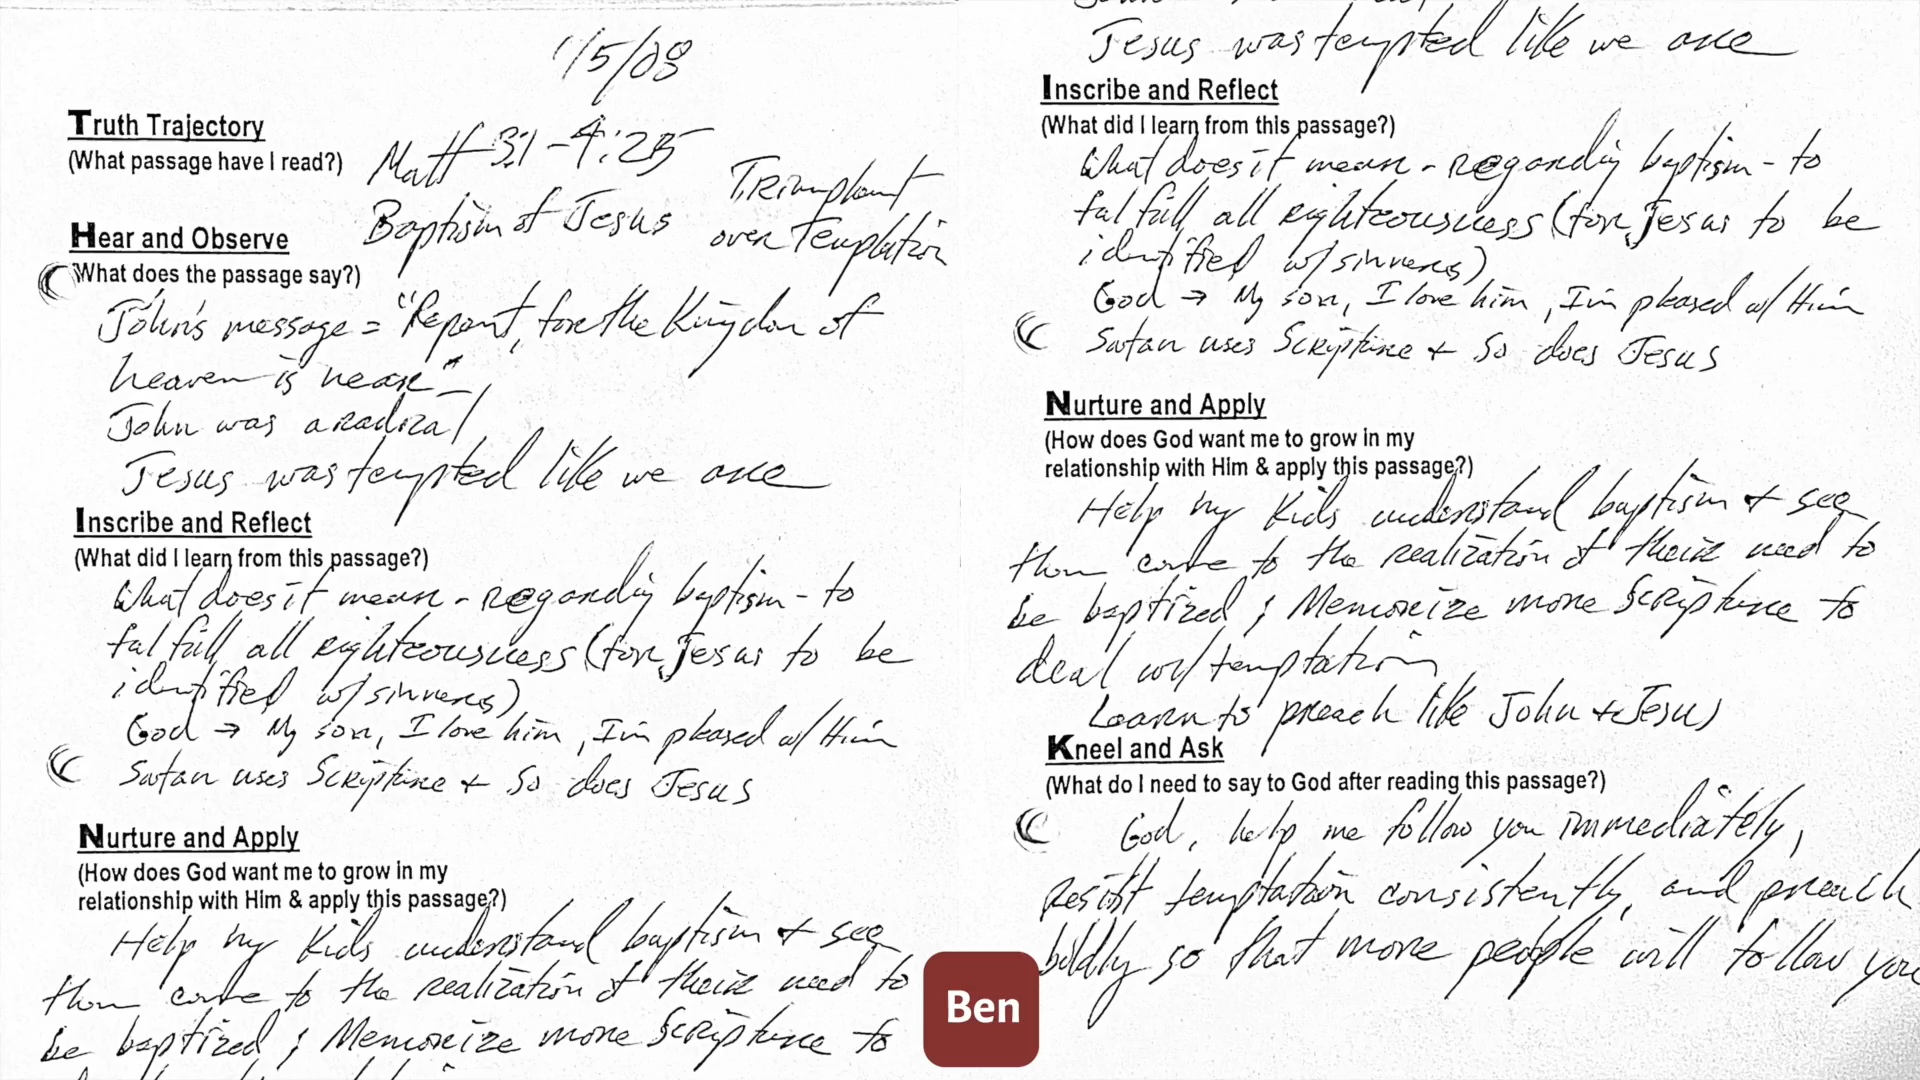 1/5/08
Truth Trajectory
(What passage have I read?)
Matt 3:1 - 4:25
Baptism of Jesus
Triumphant
over Temptation
Hear and Observe
(What does the passage say?)
John's message = "Repent, for the Kingdom of
heaven is near"
John was a radical
Jesus was tempted like we are
Inscribe and Reflect
(What did I learn from this passage?)
What does it mean - regarding baptism - to
fulfill all righteousness (for Jesus to be
identified w/ sinners)
God → My son, I love him, I'm pleased w/ Him
Satan uses Scripture + so does Jesus
Nurture and Apply
(How does God want me to grow in my
relationship with Him & apply this passage?)
Help my kids understand baptism + see
them come to the realization of their need to
be baptized; Memorize more Scripture to
Jesus was tempted like we are
Inscribe and Reflect
(What did I learn from this passage?)
What does it mean - regarding baptism - to
fulfill all righteousness (for Jesus to be
identified w/ sinners)
God → My son, I love him, I'm pleased w/ Him
Satan uses Scripture + so does Jesus
Nurture and Apply
(How does God want me to grow in my
relationship with Him & apply this passage?)
Help my kids understand baptism + see
them come to the realization of their need to
be baptized; Memorize more Scripture to
deal w/ temptation
Learn to preach like John + Jesus
Kneel and Ask
(What do I need to say to God after reading this passage?)
God, help me follow you immediately,
resist temptation consistently, and preach
boldly so that more people will follow you
Ben